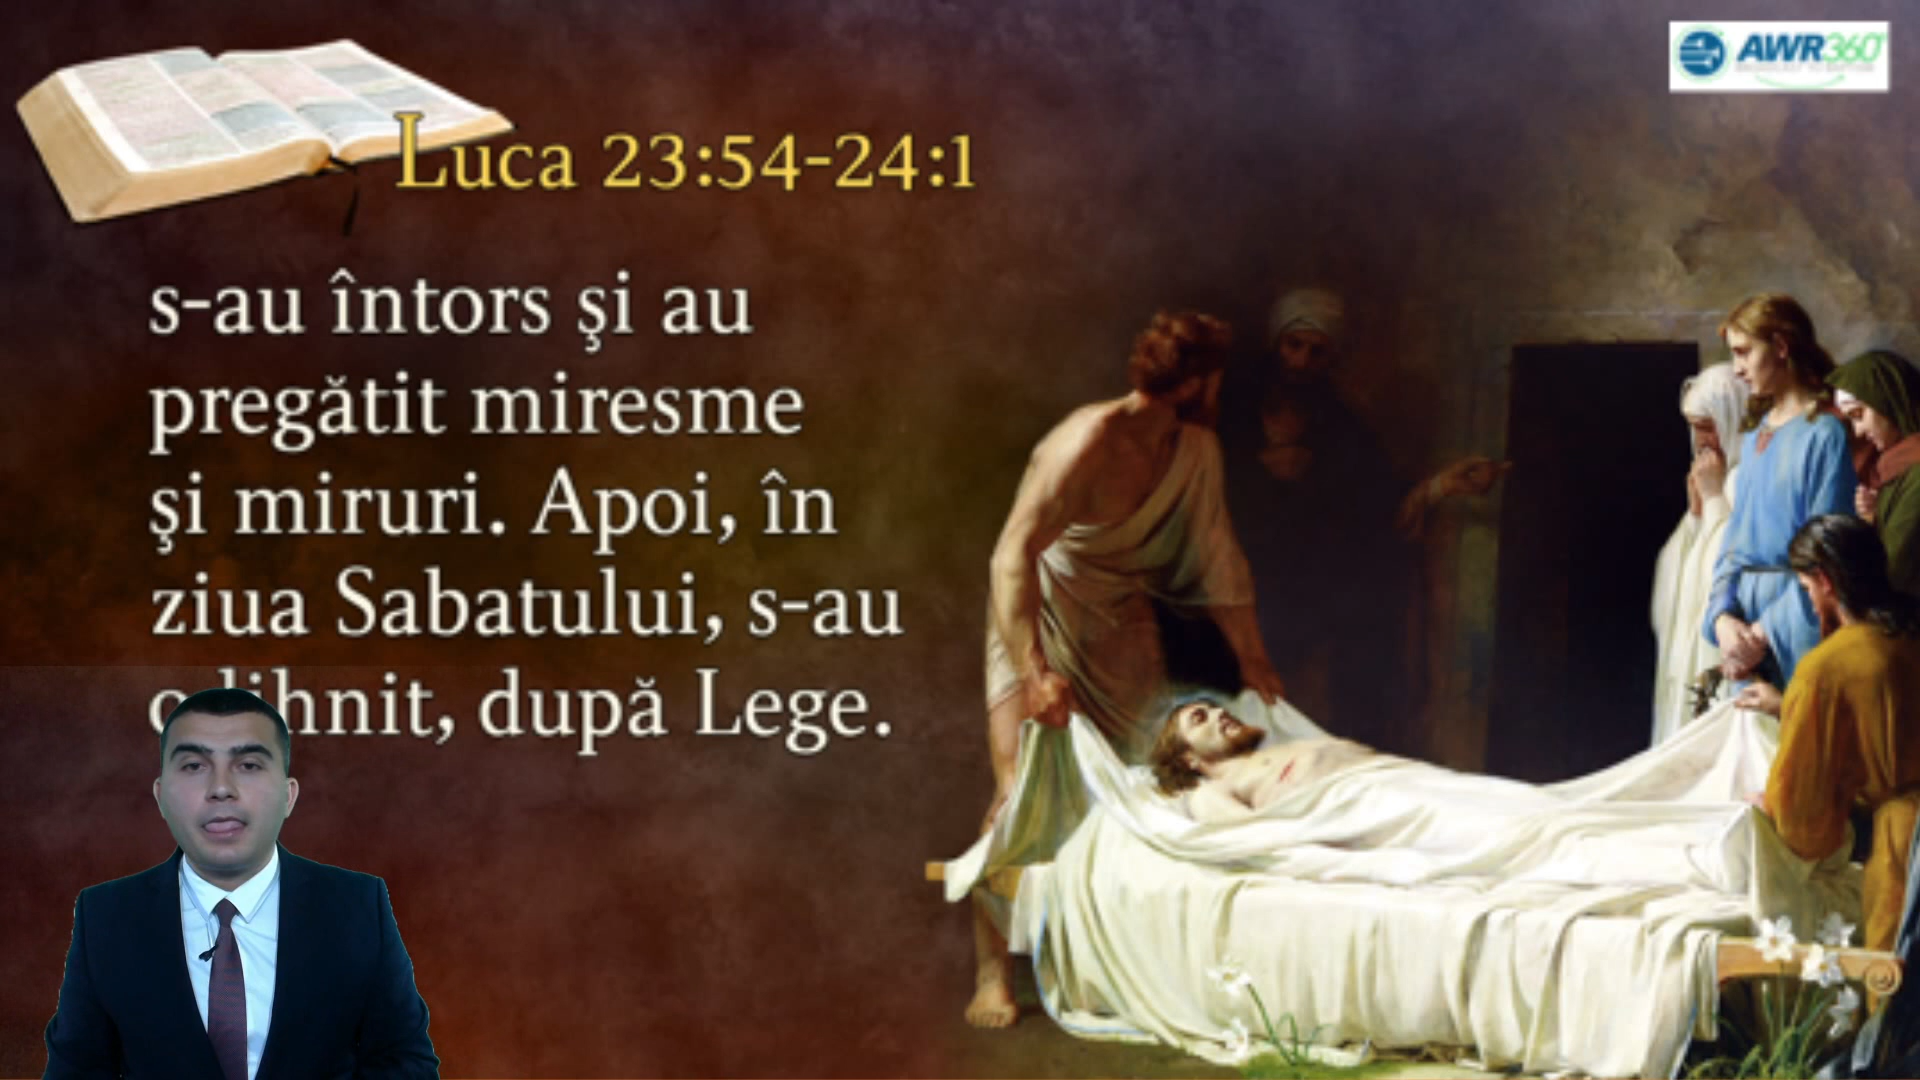 AWR360°
Luca 23:54-24:1
s-au întors şi au
pregătit miresme
şi miruri. Apoi, în
ziua Sabatului, s-au
după Lege.